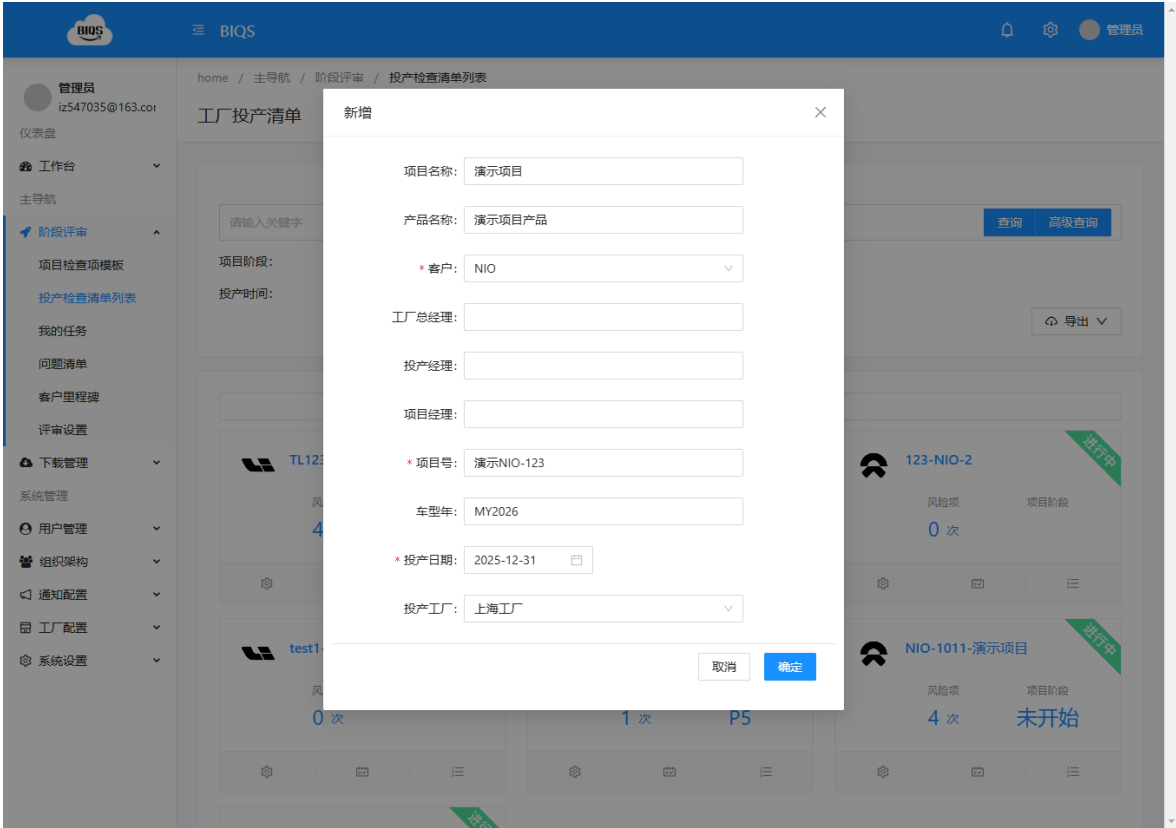 BIQS
BIQS
管理员
管理员
iz547035@163.cor
仪表盘
工作台
主导航
阶段评审
项目检查项模板
投产检查清单列表
我的任务
问题清单
客户里程碑
评审设置
下载管理
系统管理
用户管理
组织架构
通知配置
工厂配置
系统设置
home / 主导航 / 阶段评审 / 投产检查清单列表
工厂投产清单
请输入关键字
查询 高级查询
项目阶段:
投产时间:
导出
新增
项目名称: 演示项目
产品名称: 演示项目产品
* 客户: NIO
工厂总经理:
投产经理:
项目经理:
* 项目号: 演示NIO-123
车型年: MY2026
* 投产日期: 2025-12-31
投产工厂: 上海工厂
取消 确定
TL123
4
123-NIO-2
进行中
风险项 项目阶段
0 次
test1-
0 次
1 次 P5
NIO-1011-演示项目
进行中
风险项 项目阶段
4 次 未开始